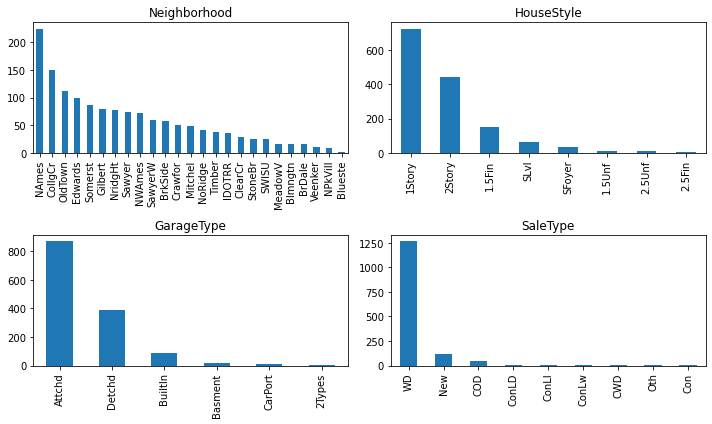 Neighborhood
200
150
100
50
0
NAmes
CollgCr
OldTown
Edwards
Somerst
Gilbert
NridgHt
Sawyer
NWAmes
SawyerW
BrkSide
Crawfor
Mitchel
NoRidge
Timber
IDOTRR
ClearCr
StoneBr
SWISU
MeadowV
Blmngtn
BrDale
Veenker
NPkVill
Blueste
HouseStyle
600
400
200
0
1Story
2Story
1.5Fin
SLvl
SFoyer
1.5Unf
2.5Unf
2.5Fin
GarageType
800
600
400
200
0
Attchd
Detchd
BuiltIn
Basment
CarPort
2Types
SaleType
1250
1000
750
500
250
0
WD
New
COD
ConLD
ConLI
ConLw
CWD
Oth
Con